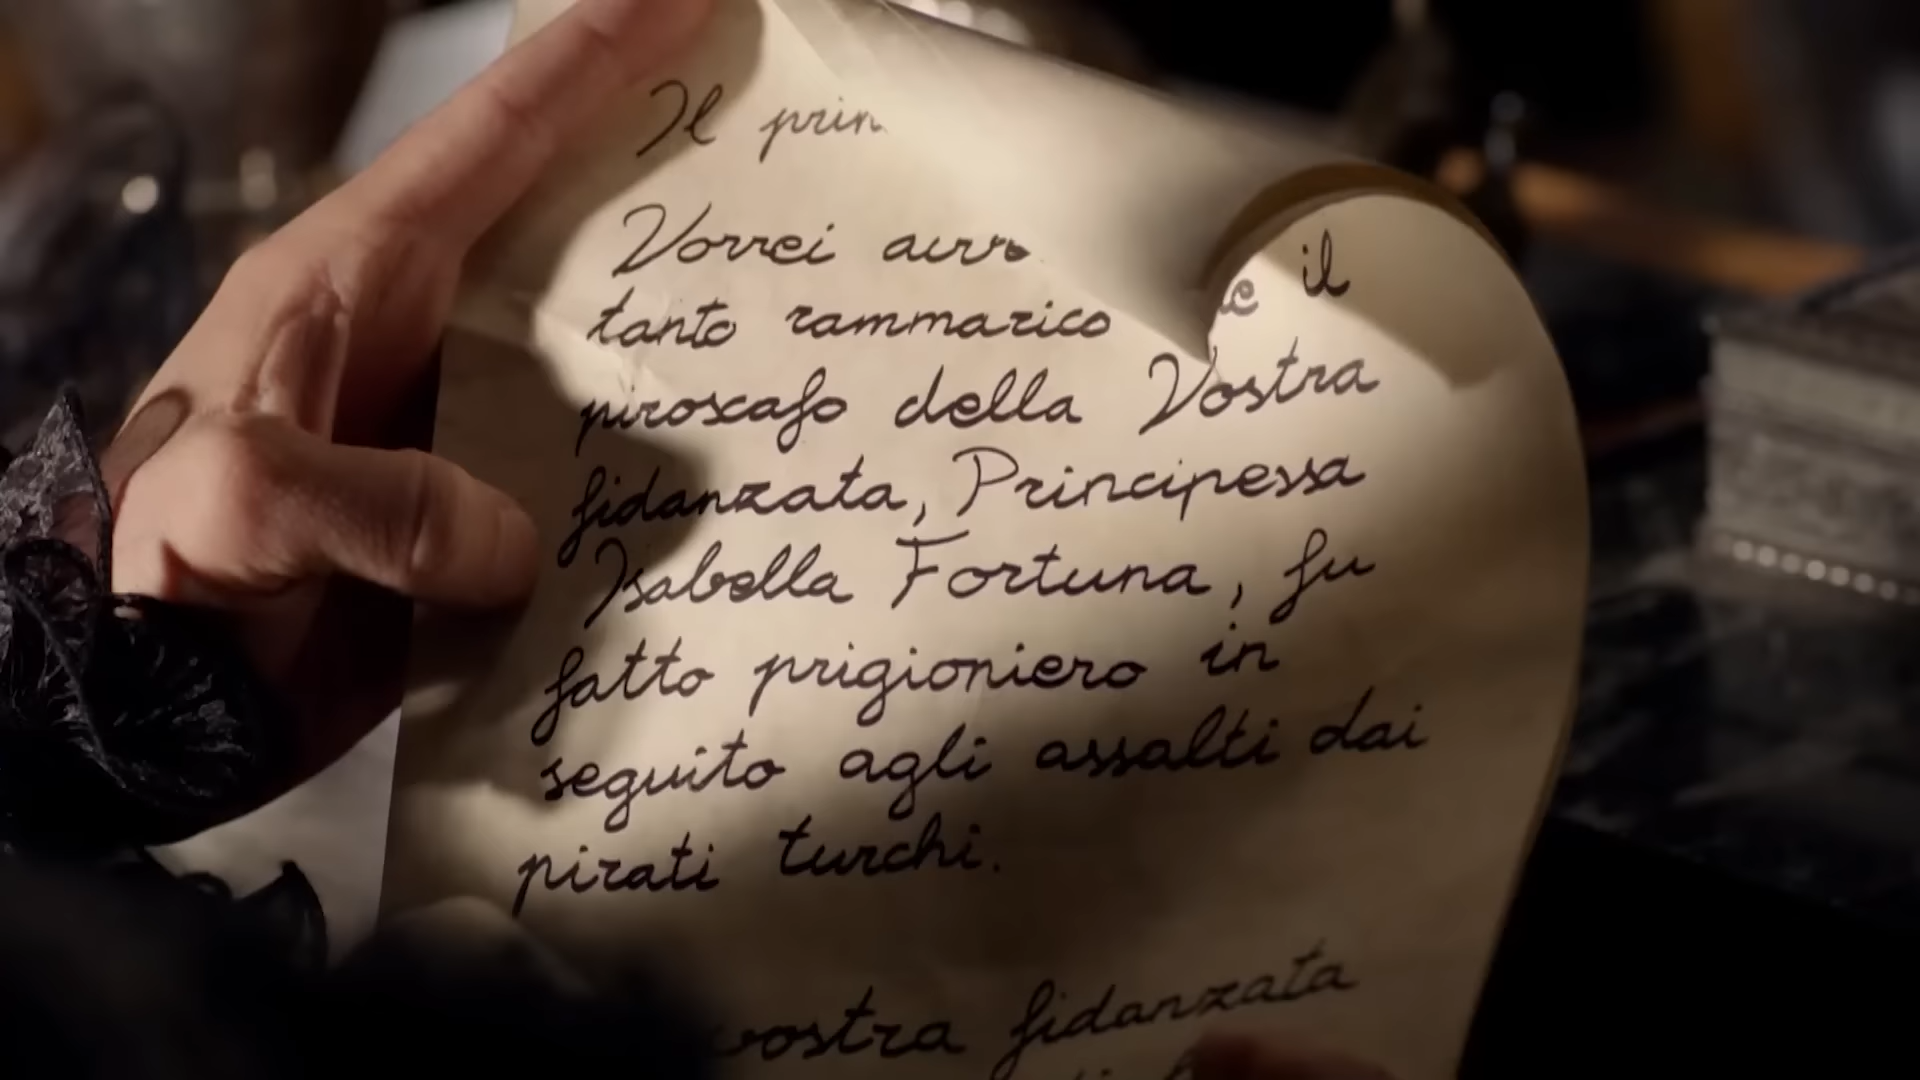 Il prin
Vorrei avve
tanto rammarico il
piroscafo della Vostra
fidanzata, Principessa
Isabella Fortuna, fu
fatto prigioniero in
seguito agli assalti dai
pirati turchi.
vostra fidanzata